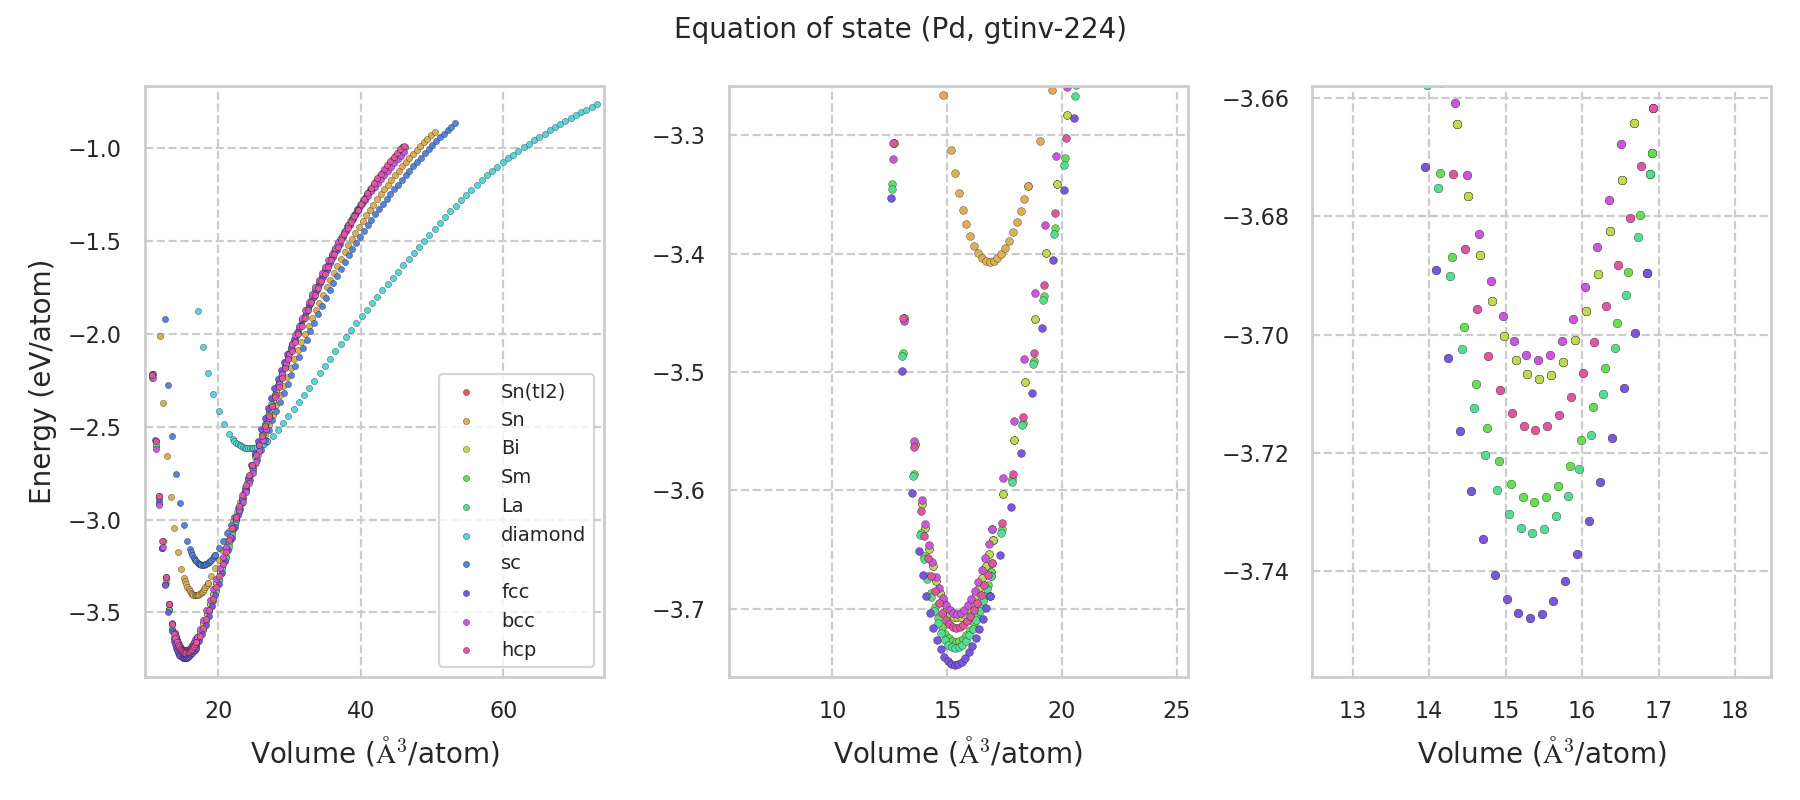 Equation of state (Pd, gtinv-224)
Energy (eV/atom)
−1.0
−1.5
−2.0
−2.5
−3.0
−3.5
20 40 60
Volume (Å³/atom)
Sn(tI2)
Sn
Bi
Sm
La
diamond
sc
fcc
bcc
hcp
−3.3
−3.4
−3.5
−3.6
−3.7
10 15 20 25
Volume (Å³/atom)
−3.66
−3.68
−3.70
−3.72
−3.74
13 14 15 16 17 18
Volume (Å³/atom)